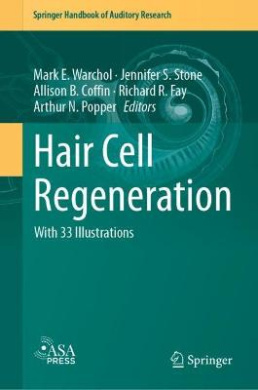 Springer Handbook of Auditory Research
Mark E. Warchol · Jennifer S. Stone
Allison B. Coffin · Richard R. Fay
Arthur N. Popper Editors
Hair Cell
Regeneration
With 33 Illustrations
ASA
PRESS
Springer